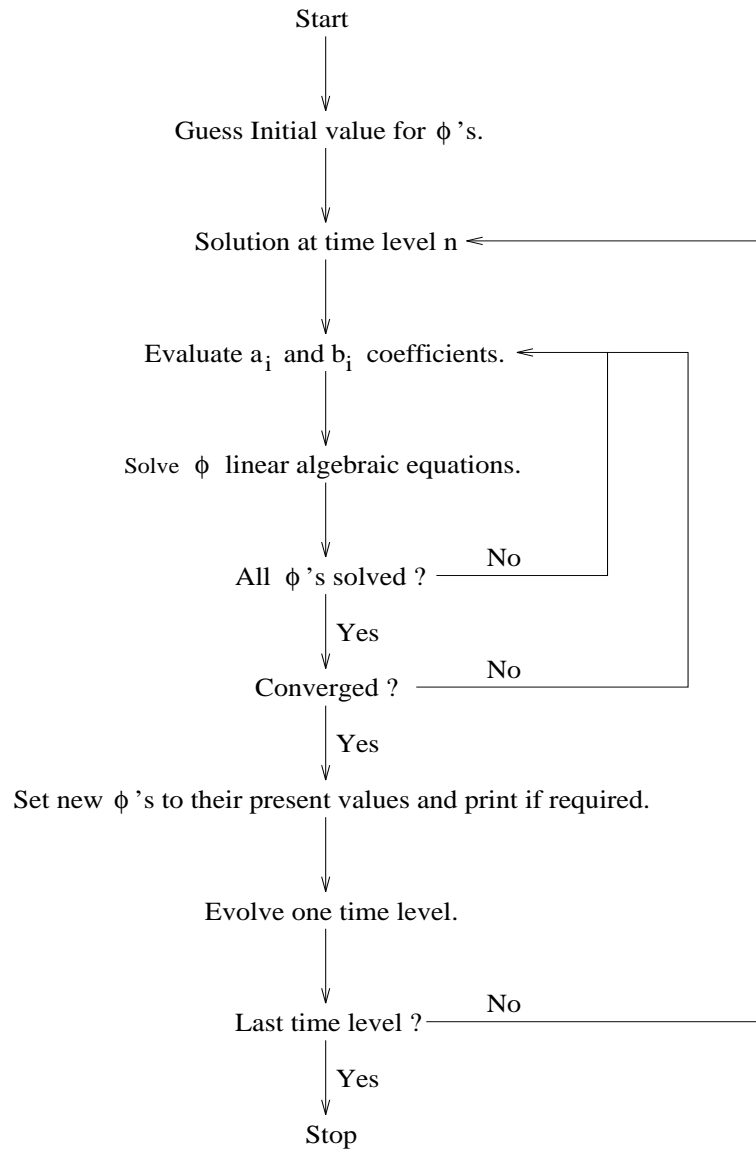 Start
Guess Initial value for ϕ 's.
Solution at time level n
Evaluate a_i and b_i coefficients.
Solve ϕ linear algebraic equations.
All ϕ 's solved ?
No
Yes
Converged ?
No
Yes
Set new ϕ 's to their present values and print if required.
Evolve one time level.
Last time level ?
No
Yes
Stop